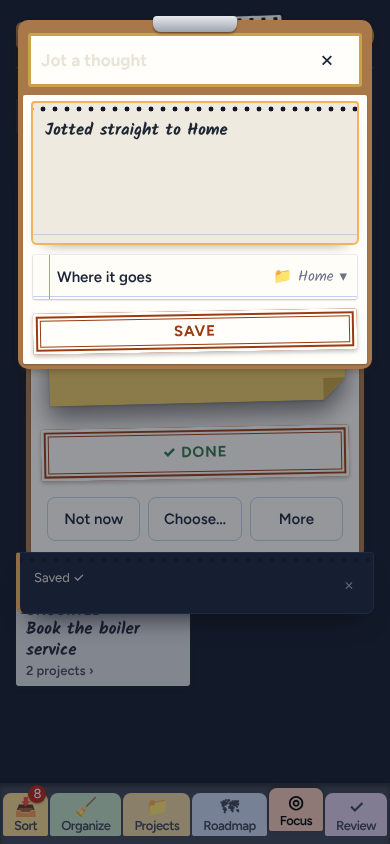 Jot a thought ✕
Jotted straight to Home
Where it goes 📁 Home ▼
SAVE
✓ DONE
Not now Choose... More
Saved ✓ ✕
Book the boiler
service
2 projects ›
8
Sort Organize Projects Roadmap Focus Review